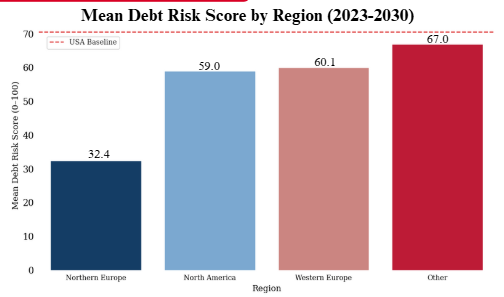 Mean Debt Risk Score by Region (2023-2030)
USA Baseline
Mean Debt Risk Score (0-100)
70
60
50
40
30
20
10
0
32.4
59.0
60.1
67.0
Northern Europe
North America
Western Europe
Other
Region